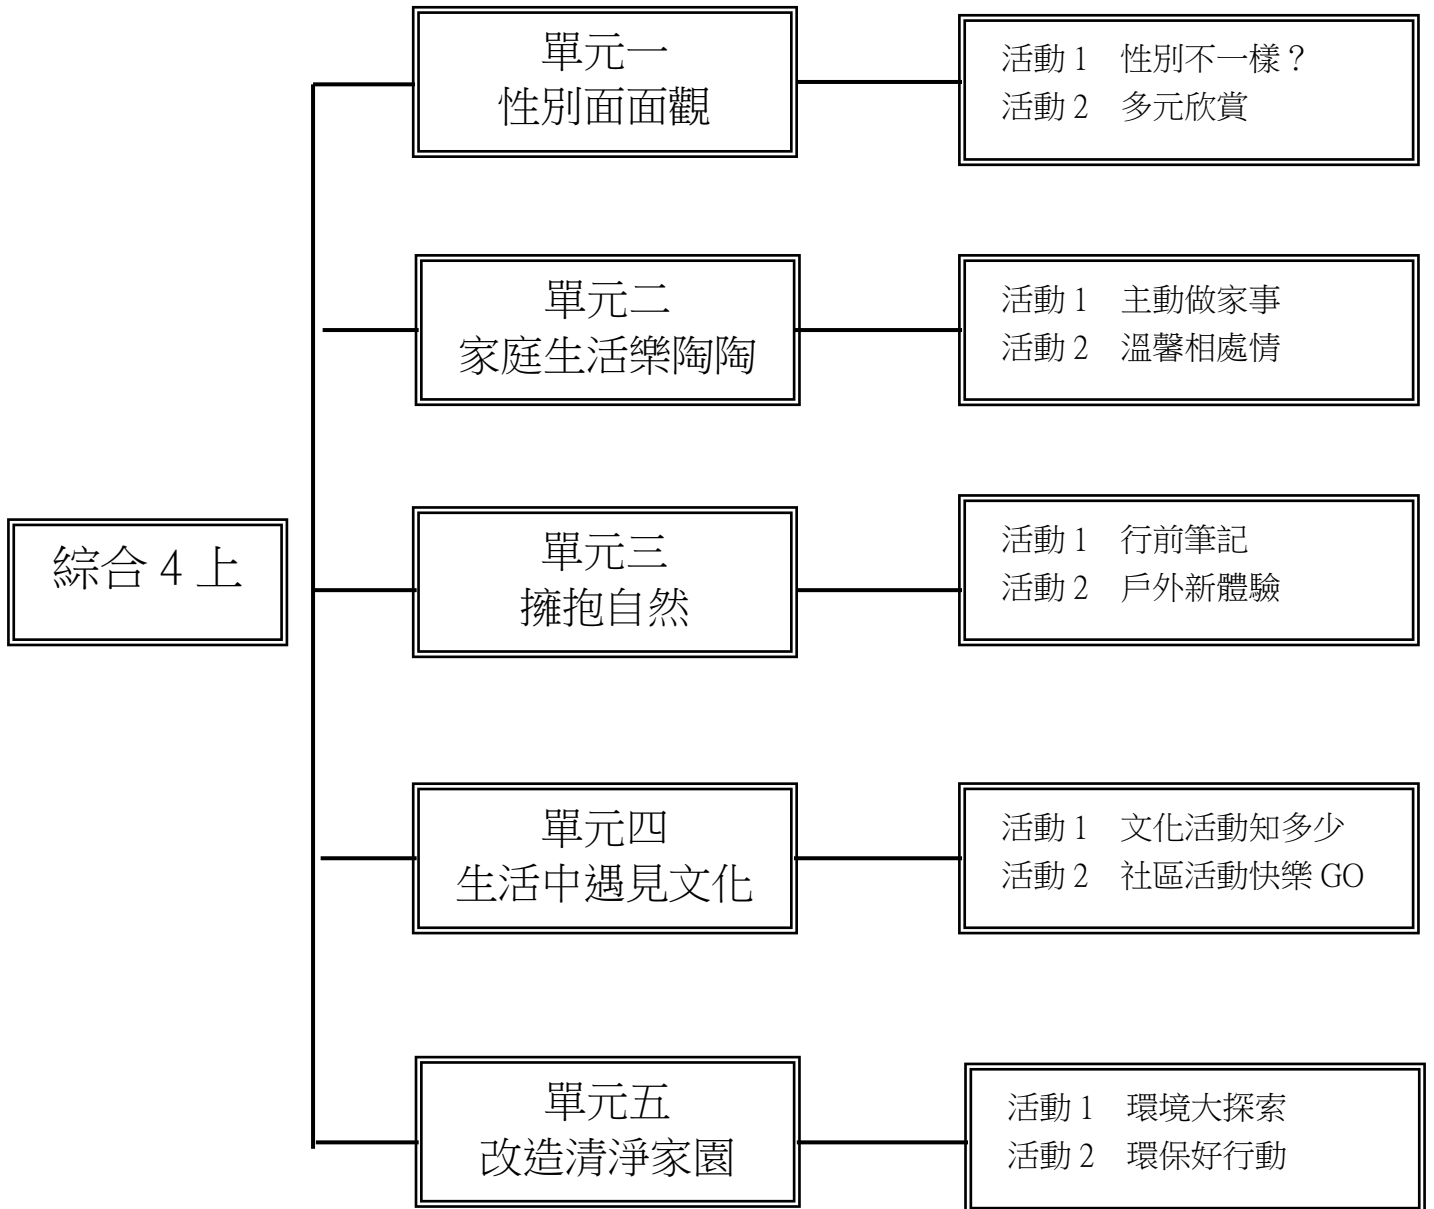 綜合 4 上
單元一
性別面面觀
活動 1　性別不一樣？
活動 2　多元欣賞
單元二
家庭生活樂陶陶
活動 1　主動做家事
活動 2　溫馨相處情
單元三
擁抱自然
活動 1　行前筆記
活動 2　戶外新體驗
單元四
生活中遇見文化
活動 1　文化活動知多少
活動 2　社區活動快樂 GO
單元五
改造清淨家園
活動 1　環境大探索
活動 2　環保好行動